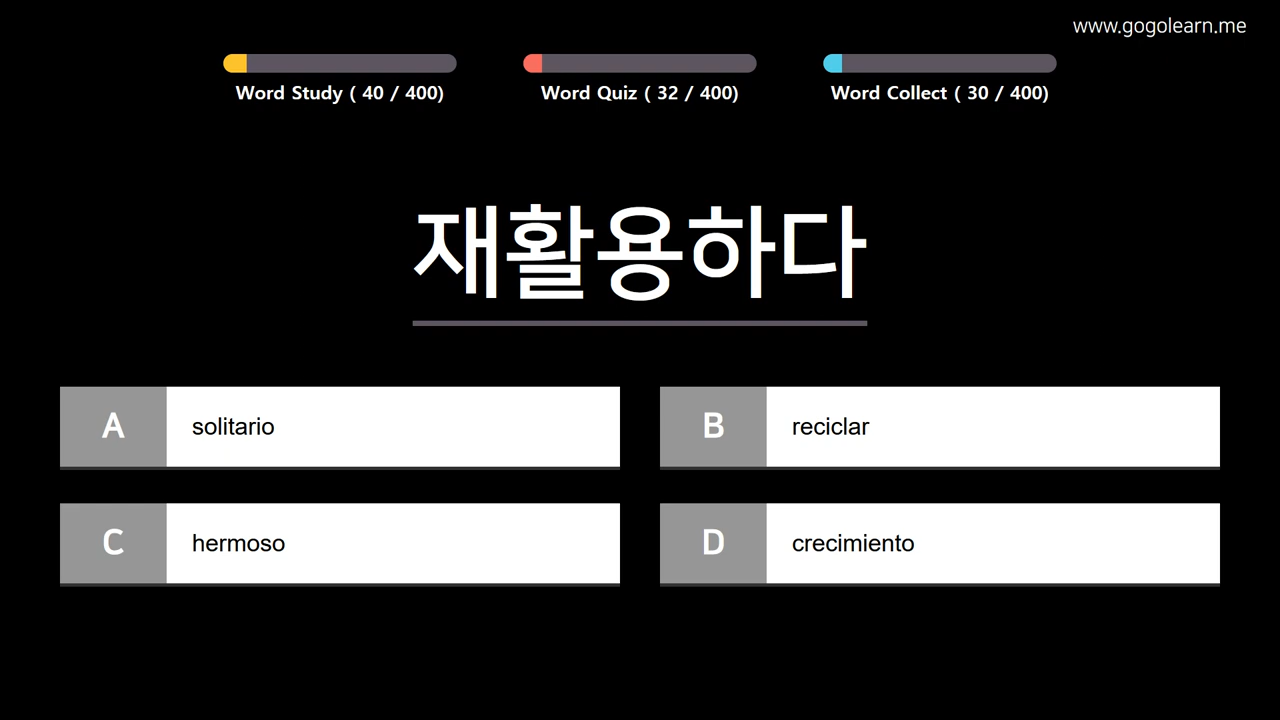 www.gogolearn.me
Word Study ( 40 / 400)
Word Quiz ( 32 / 400)
Word Collect ( 30 / 400)
재활용하다
A solitario
B reciclar
C hermoso
D crecimiento